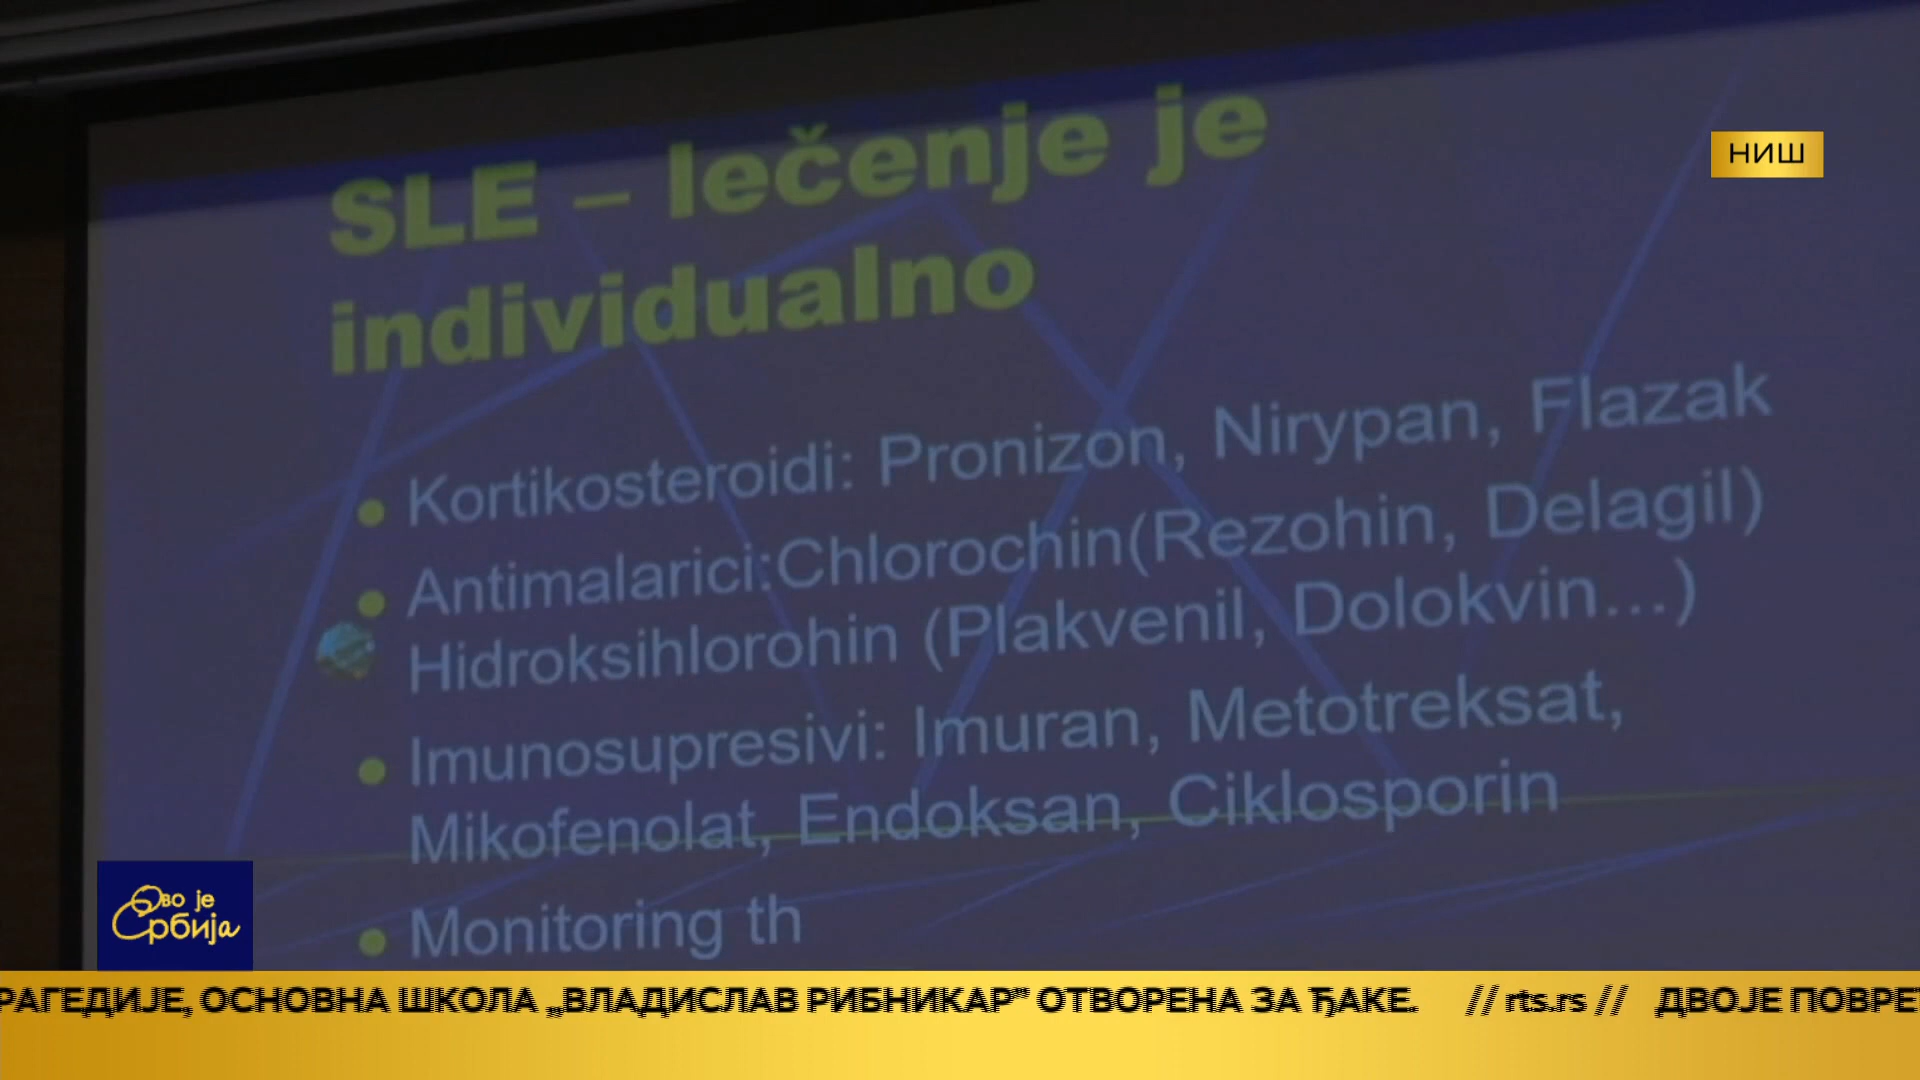 НИШ
SLE – lečenje je
individualno
Kortikosteroidi: Pronizon, Nirypan, Flazak
Antimalarici:Chlorochin(Rezohin, Delagil)
Hidroksihlorohin (Plakvenil, Dolokvin...)
Imunosupresivi: Imuran, Metotreksat,
Mikofenolat, Endoksan, Ciklosporin
Monitoring th
Ово је
Србија
РАГЕДИЈЕ, ОСНОВНА ШКОЛА „ВЛАДИСЛАВ РИБНИКАР” ОТВОРЕНА ЗА ЂАКЕ. // rts.rs // ДВОЈЕ ПОВРЕ